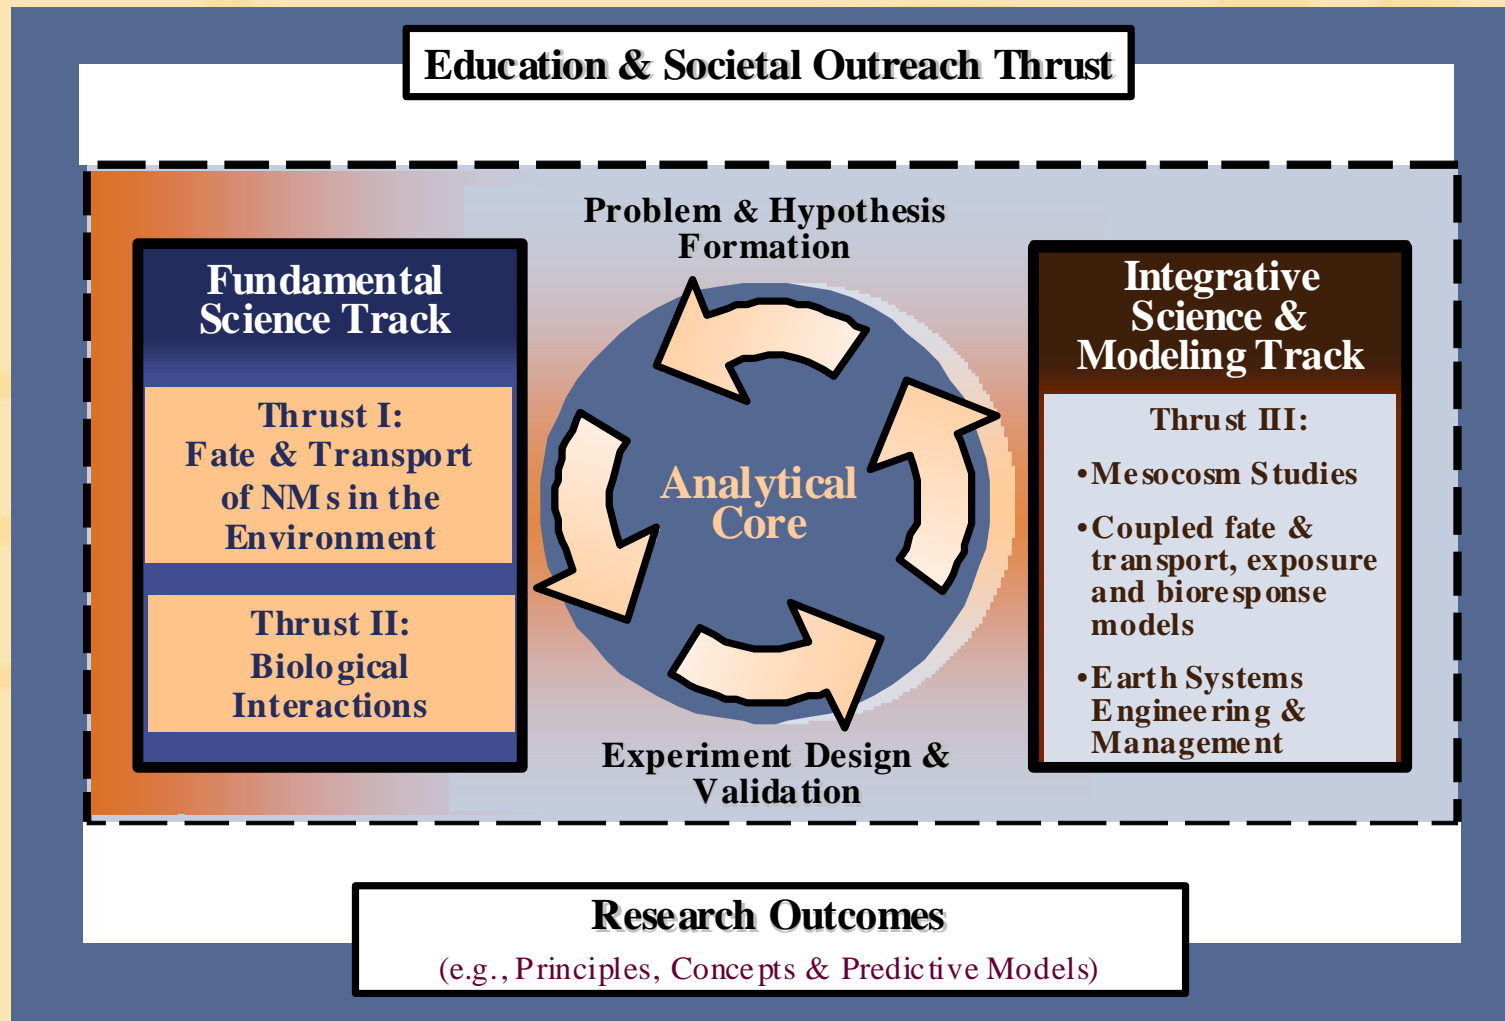 Education & Societal Outreach Thrust
Problem & Hypothesis
Formation
Fundamental
Science Track
Thrust I:
Fate & Transport
of NMs in the
Environment
Thrust II:
Biological
Interactions
Analytical
Core
Experiment Design &
Validation
Integrative
Science &
Modeling Track
Thrust III:
•Mesocosm Studies
•Coupled fate &
transport, exposure
and bioresponse
models
•Earth Systems
Engineering &
Management
Research Outcomes
(e.g., Principles, Concepts & Predictive Models)